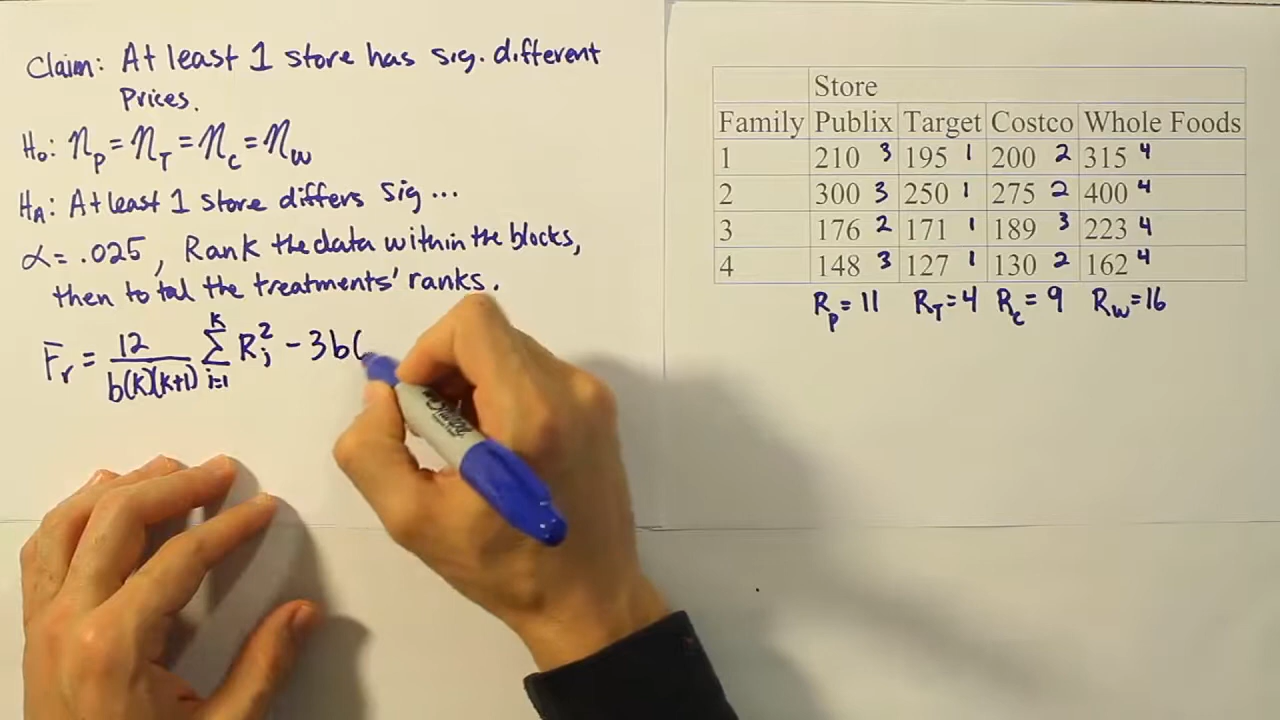 Claim: At least 1 store has sig. different
Prices.
H₀: η_P = η_T = η_C = η_W
H_A: At least 1 store differs sig ...
α = .025, Rank the data within the blocks,
then total the treatments' ranks.
F_r = 12 / b(k)(k+1) Σ_{i=1}^{k} R_i² − 3b(
Store
Family Publix Target Costco Whole Foods
1 210 3 195 1 200 2 315 4
2 300 3 250 1 275 2 400 4
3 176 2 171 1 189 3 223 4
4 148 3 127 1 130 2 162 4
R_P = 11 R_T = 4 R_C = 9 R_W = 16